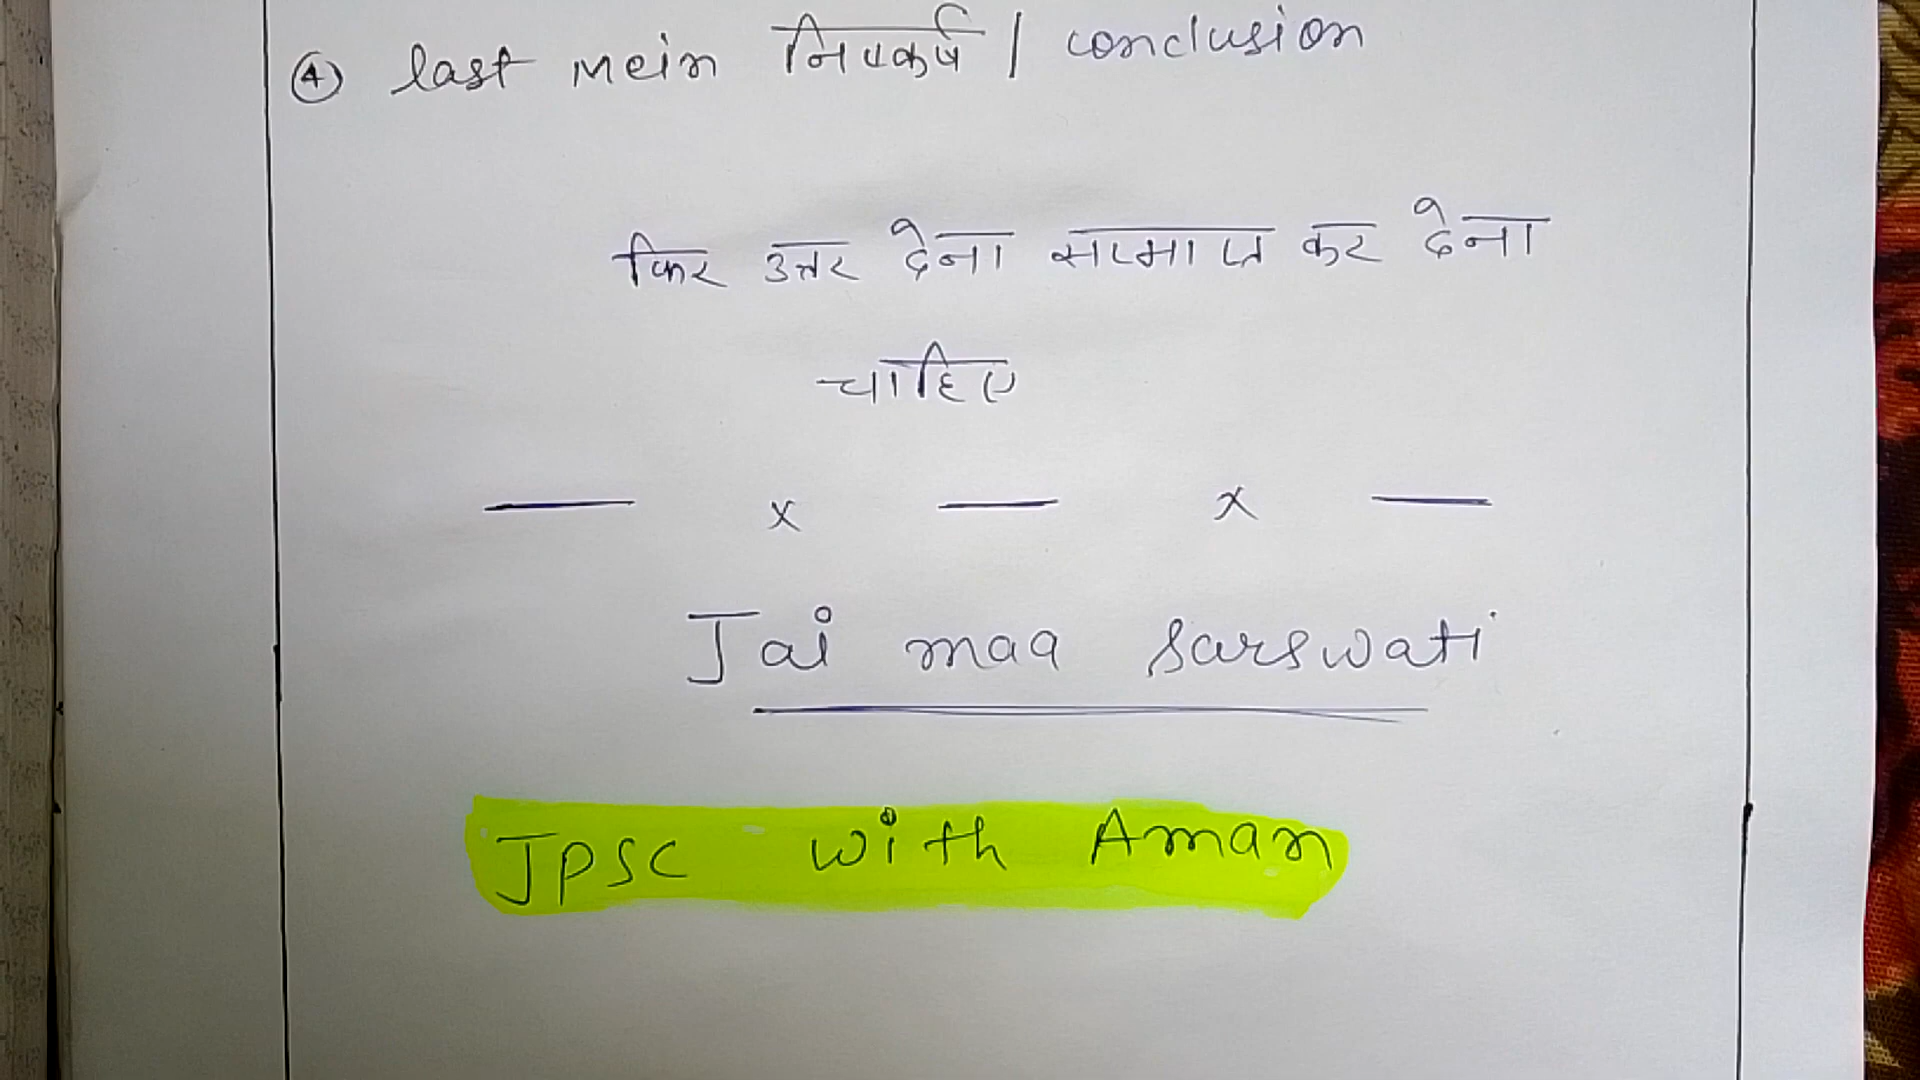 ④ last mein निष्कर्ष / conclusion
फिर उत्तर देना समाप्त कर देना
चाहिए
— x — x —
Jai maa sarswati
JPSC with Aman